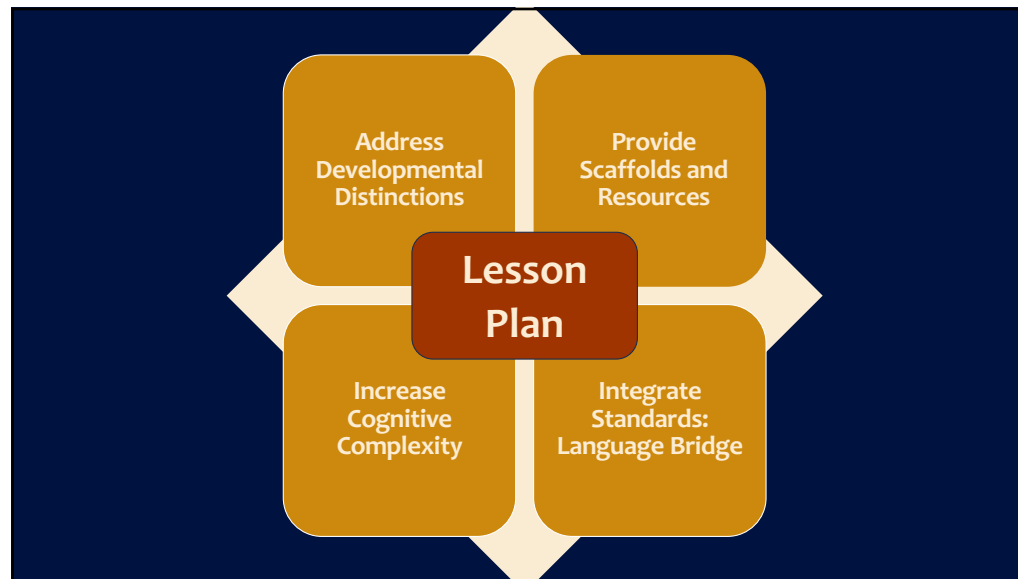 Address
Developmental
Distinctions
Provide
Scaffolds and
Resources
Lesson
Plan
Increase
Cognitive
Complexity
Integrate
Standards:
Language Bridge